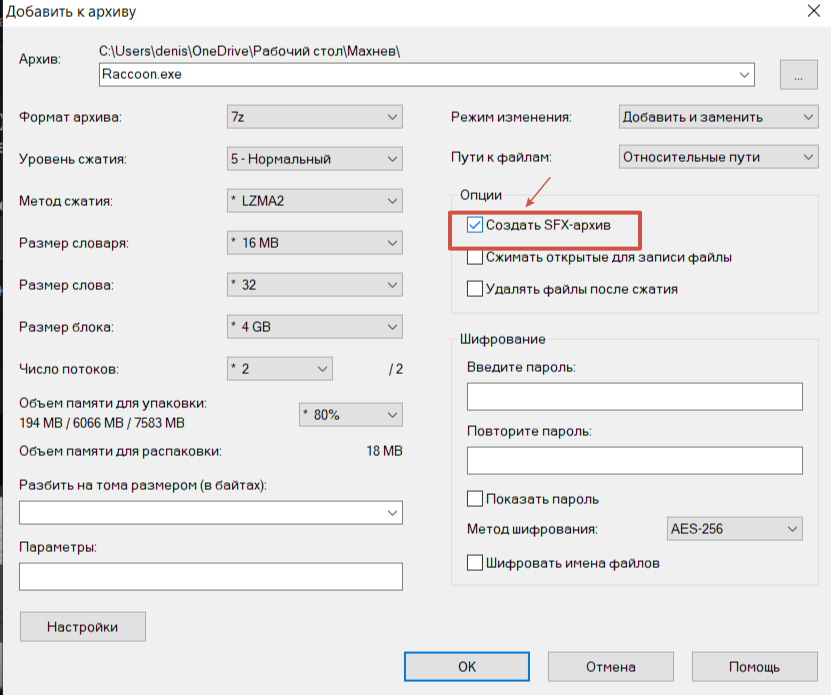 Добавить к архиву
Архив:
C:\Users\denis\OneDrive\Рабочий стол\Махнев\
Raccoon.exe
...
Формат архива:
7z
Уровень сжатия:
5 - Нормальный
Метод сжатия:
* LZMA2
Размер словаря:
* 16 MB
Размер слова:
* 32
Размер блока:
* 4 GB
Число потоков:
* 2
/ 2
Объем памяти для упаковки:
194 MB / 6066 MB / 7583 MB
* 80%
Объем памяти для распаковки:
18 MB
Разбить на тома размером (в байтах):
Параметры:
Настройки
Режим изменения:
Добавить и заменить
Пути к файлам:
Относительные пути
Опции
Создать SFX-архив
Сжимать открытые для записи файлы
Удалять файлы после сжатия
Шифрование
Введите пароль:
Повторите пароль:
Показать пароль
Метод шифрования:
AES-256
Шифровать имена файлов
OK
Отмена
Помощь